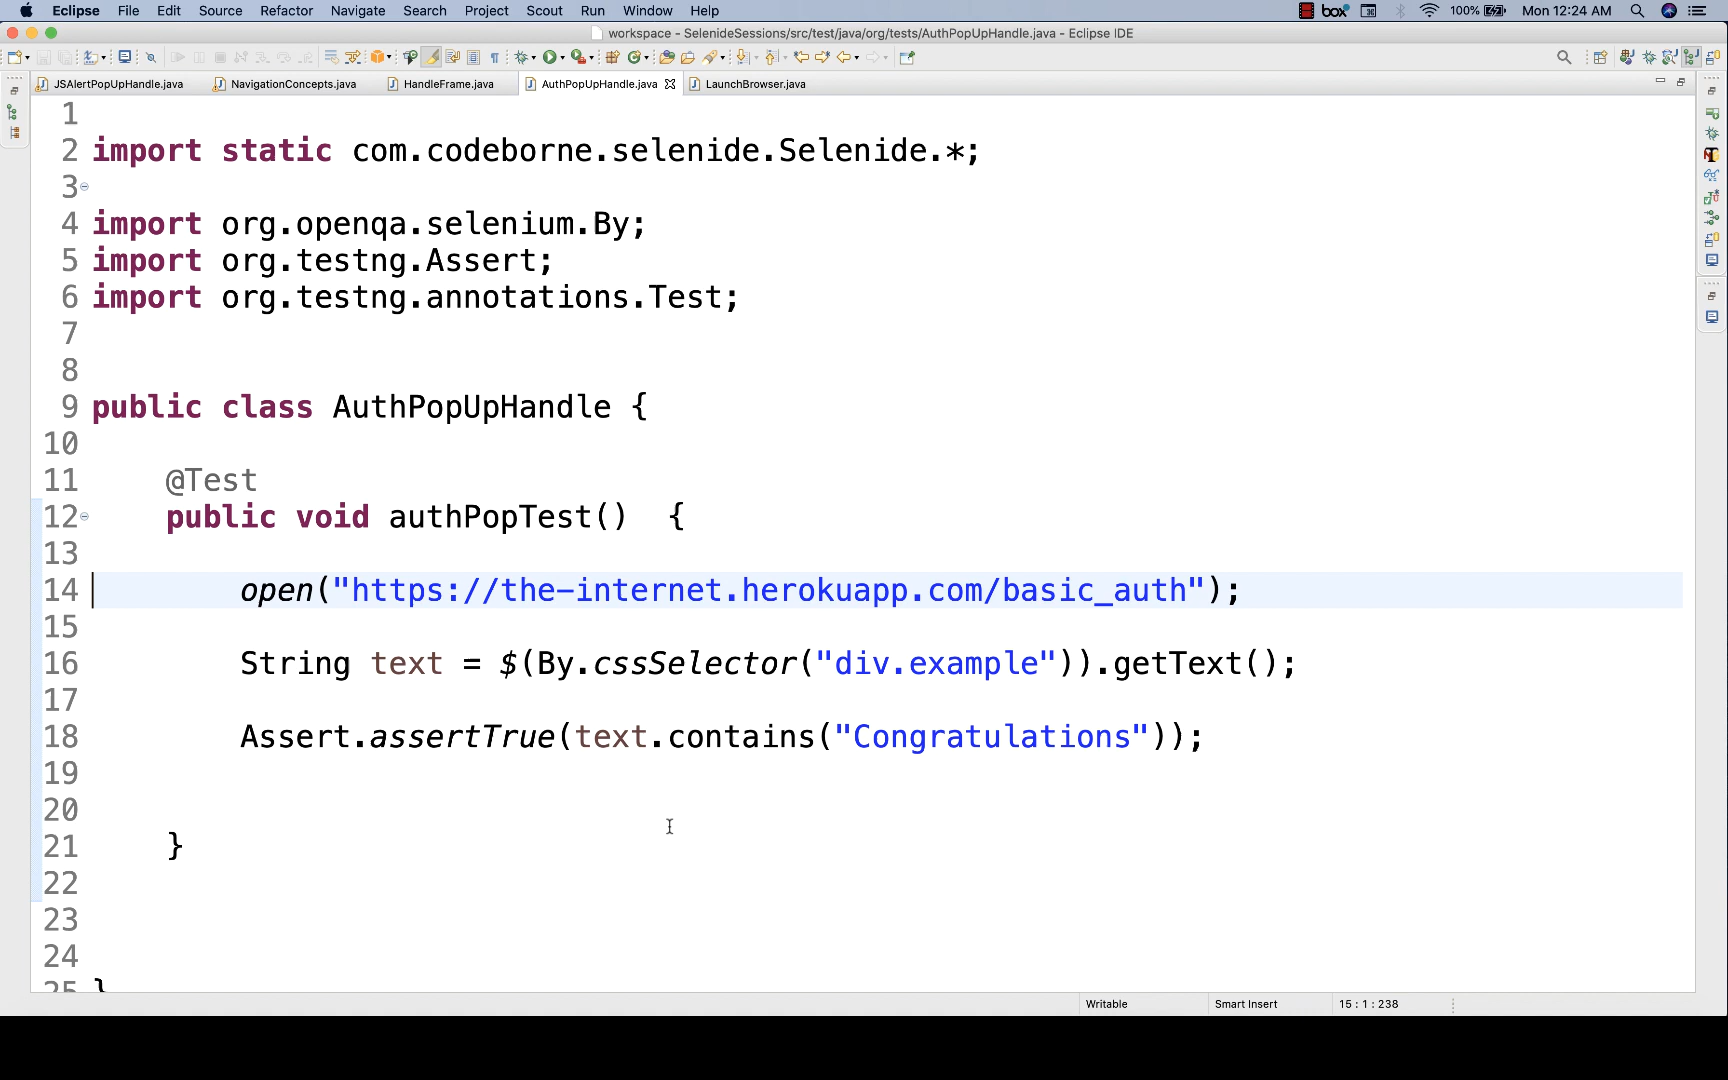 Eclipse File Edit Source Refactor Navigate Search Project Scout Run Window Help box 100% Mon 12:24 AM
workspace - SelenideSessions/src/test/java/org/tests/AuthPopUpHandle.java - Eclipse IDE
JSAlertPopUpHandle.java NavigationConcepts.java HandleFrame.java AuthPopUpHandle.java LaunchBrowser.java
1
2 import static com.codeborne.selenide.Selenide.*;
3
4 import org.openqa.selenium.By;
5 import org.testng.Assert;
6 import org.testng.annotations.Test;
7
8
9 public class AuthPopUpHandle {
10
11 @Test
12 public void authPopTest() {
13
14 open("https://the-internet.herokuapp.com/basic_auth");
15
16 String text = $(By.cssSelector("div.example")).getText();
17
18 Assert.assertTrue(text.contains("Congratulations"));
19
20
21 }
22
23
24
25 }
Writable Smart Insert 15 : 1 : 238